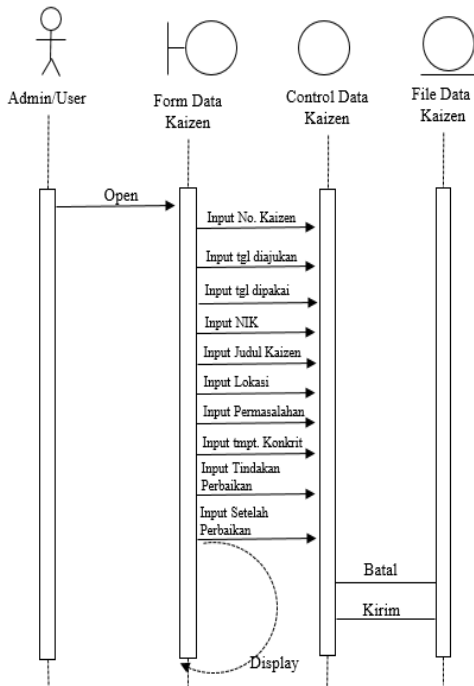 Admin/User
Form Data
Kaizen
Control Data
Kaizen
File Data
Kaizen
Open
Input No. Kaizen
Input tgl diajukan
Input tgl dipakai
Input NIK
Input Judul Kaizen
Input Lokasi
Input Permasalahan
Input tmpt. Konkrit
Input Tindakan
Perbaikan
Input Setelah
Perbaikan
Batal
Kirim
Display